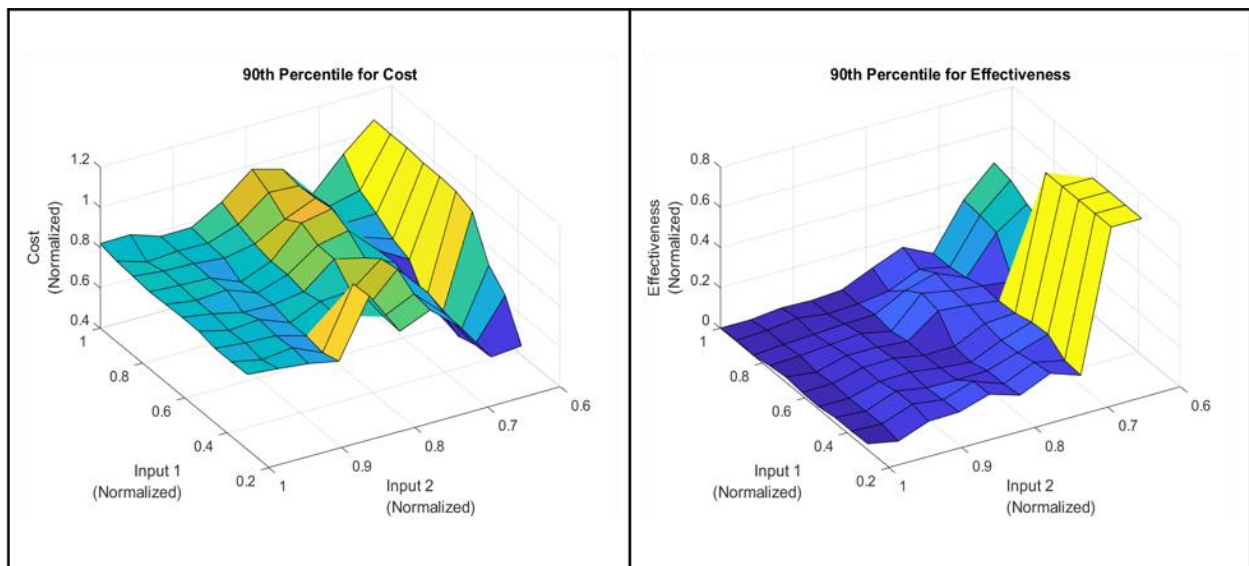 90th Percentile for Cost
1.2
1
0.8
0.6
0.4
Cost
(Normalized)
1
0.8
0.6
0.4
0.2
Input 1
(Normalized)
1
0.9
0.8
0.7
0.6
Input 2
(Normalized)
90th Percentile for Effectiveness
0.8
0.6
0.4
0.2
0
Effectiveness
(Normalized)
1
0.8
0.6
0.4
0.2
Input 1
(Normalized)
1
0.9
0.8
0.7
0.6
Input 2
(Normalized)